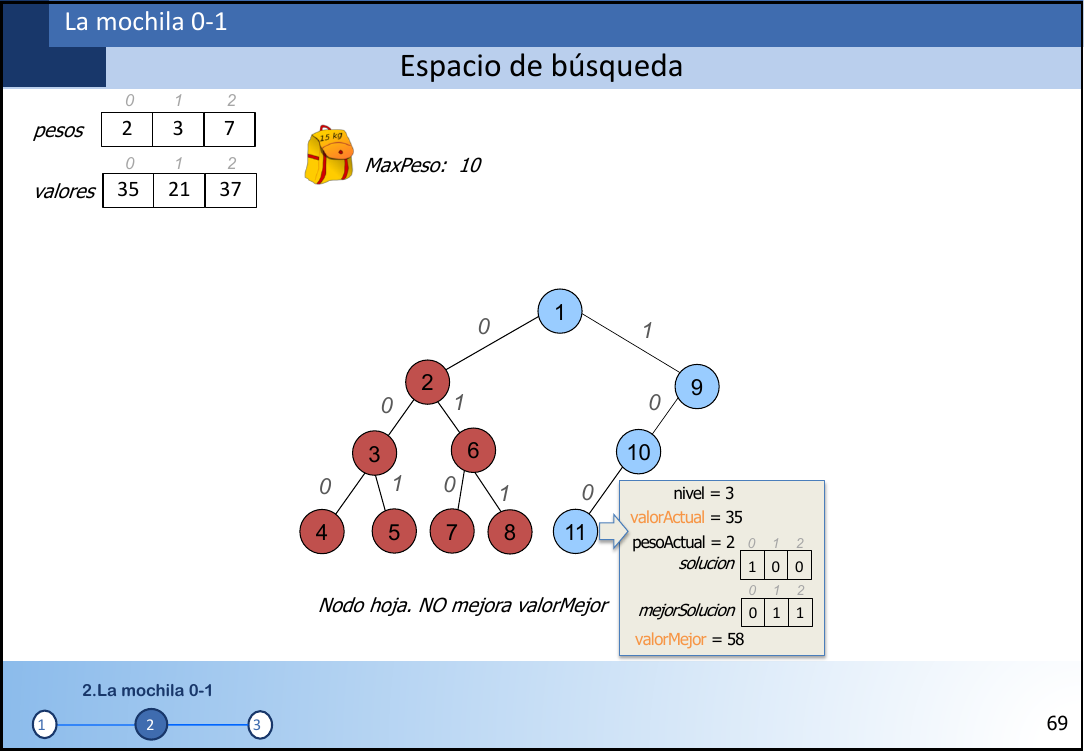 La mochila 0-1
Espacio de búsqueda
0 1 2
pesos 2 3 7
0 1 2
valores 35 21 37
15 kg
MaxPeso: 10
1
0 1
2 9
0 1 0
3 6 10
0 1 0 1 0
4 5 7 8 11
nivel = 3
valorActual = 35
pesoActual = 2
0 1 2
solucion 1 0 0
0 1 2
mejorSolucion 0 1 1
valorMejor = 58
Nodo hoja. NO mejora valorMejor
2.La mochila 0-1
1 2 3
69